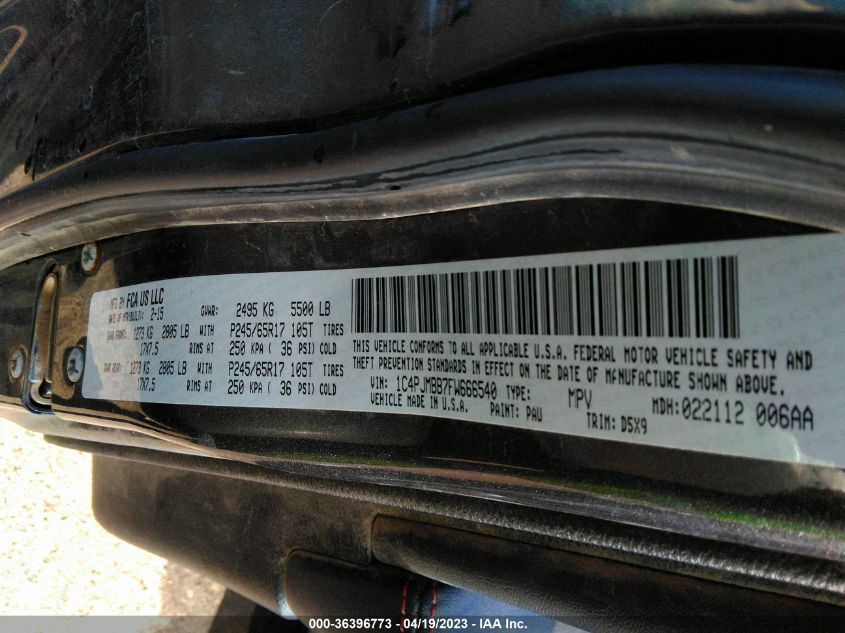 MFD BY FCA US LLC
DATE OF MFR(BUILD): 2-15 GVWR: 2495 KG 5500 LB
GAWR FRONT: 1273 KG 2805 LB WITH P245/65R17 105T TIRES
17X7.5 RIMS AT 250 KPA ( 36 PSI) COLD
GAWR REAR: 1273 KG 2805 LB WITH P245/65R17 105T TIRES
17X7.5 RIMS AT 250 KPA ( 36 PSI) COLD
THIS VEHICLE CONFORMS TO ALL APPLICABLE U.S.A. FEDERAL MOTOR VEHICLE SAFETY AND
THEFT PREVENTION STANDARDS IN EFFECT ON THE DATE OF MANUFACTURE SHOWN ABOVE.
VIN: 1C4PJMBB7FW666540 TYPE: MPV MDH:022112 006AA
VEHICLE MADE IN U.S.A. PAINT: PAU TRIM: D5X9
000-36396773 - 04/19/2023 - IAA Inc.